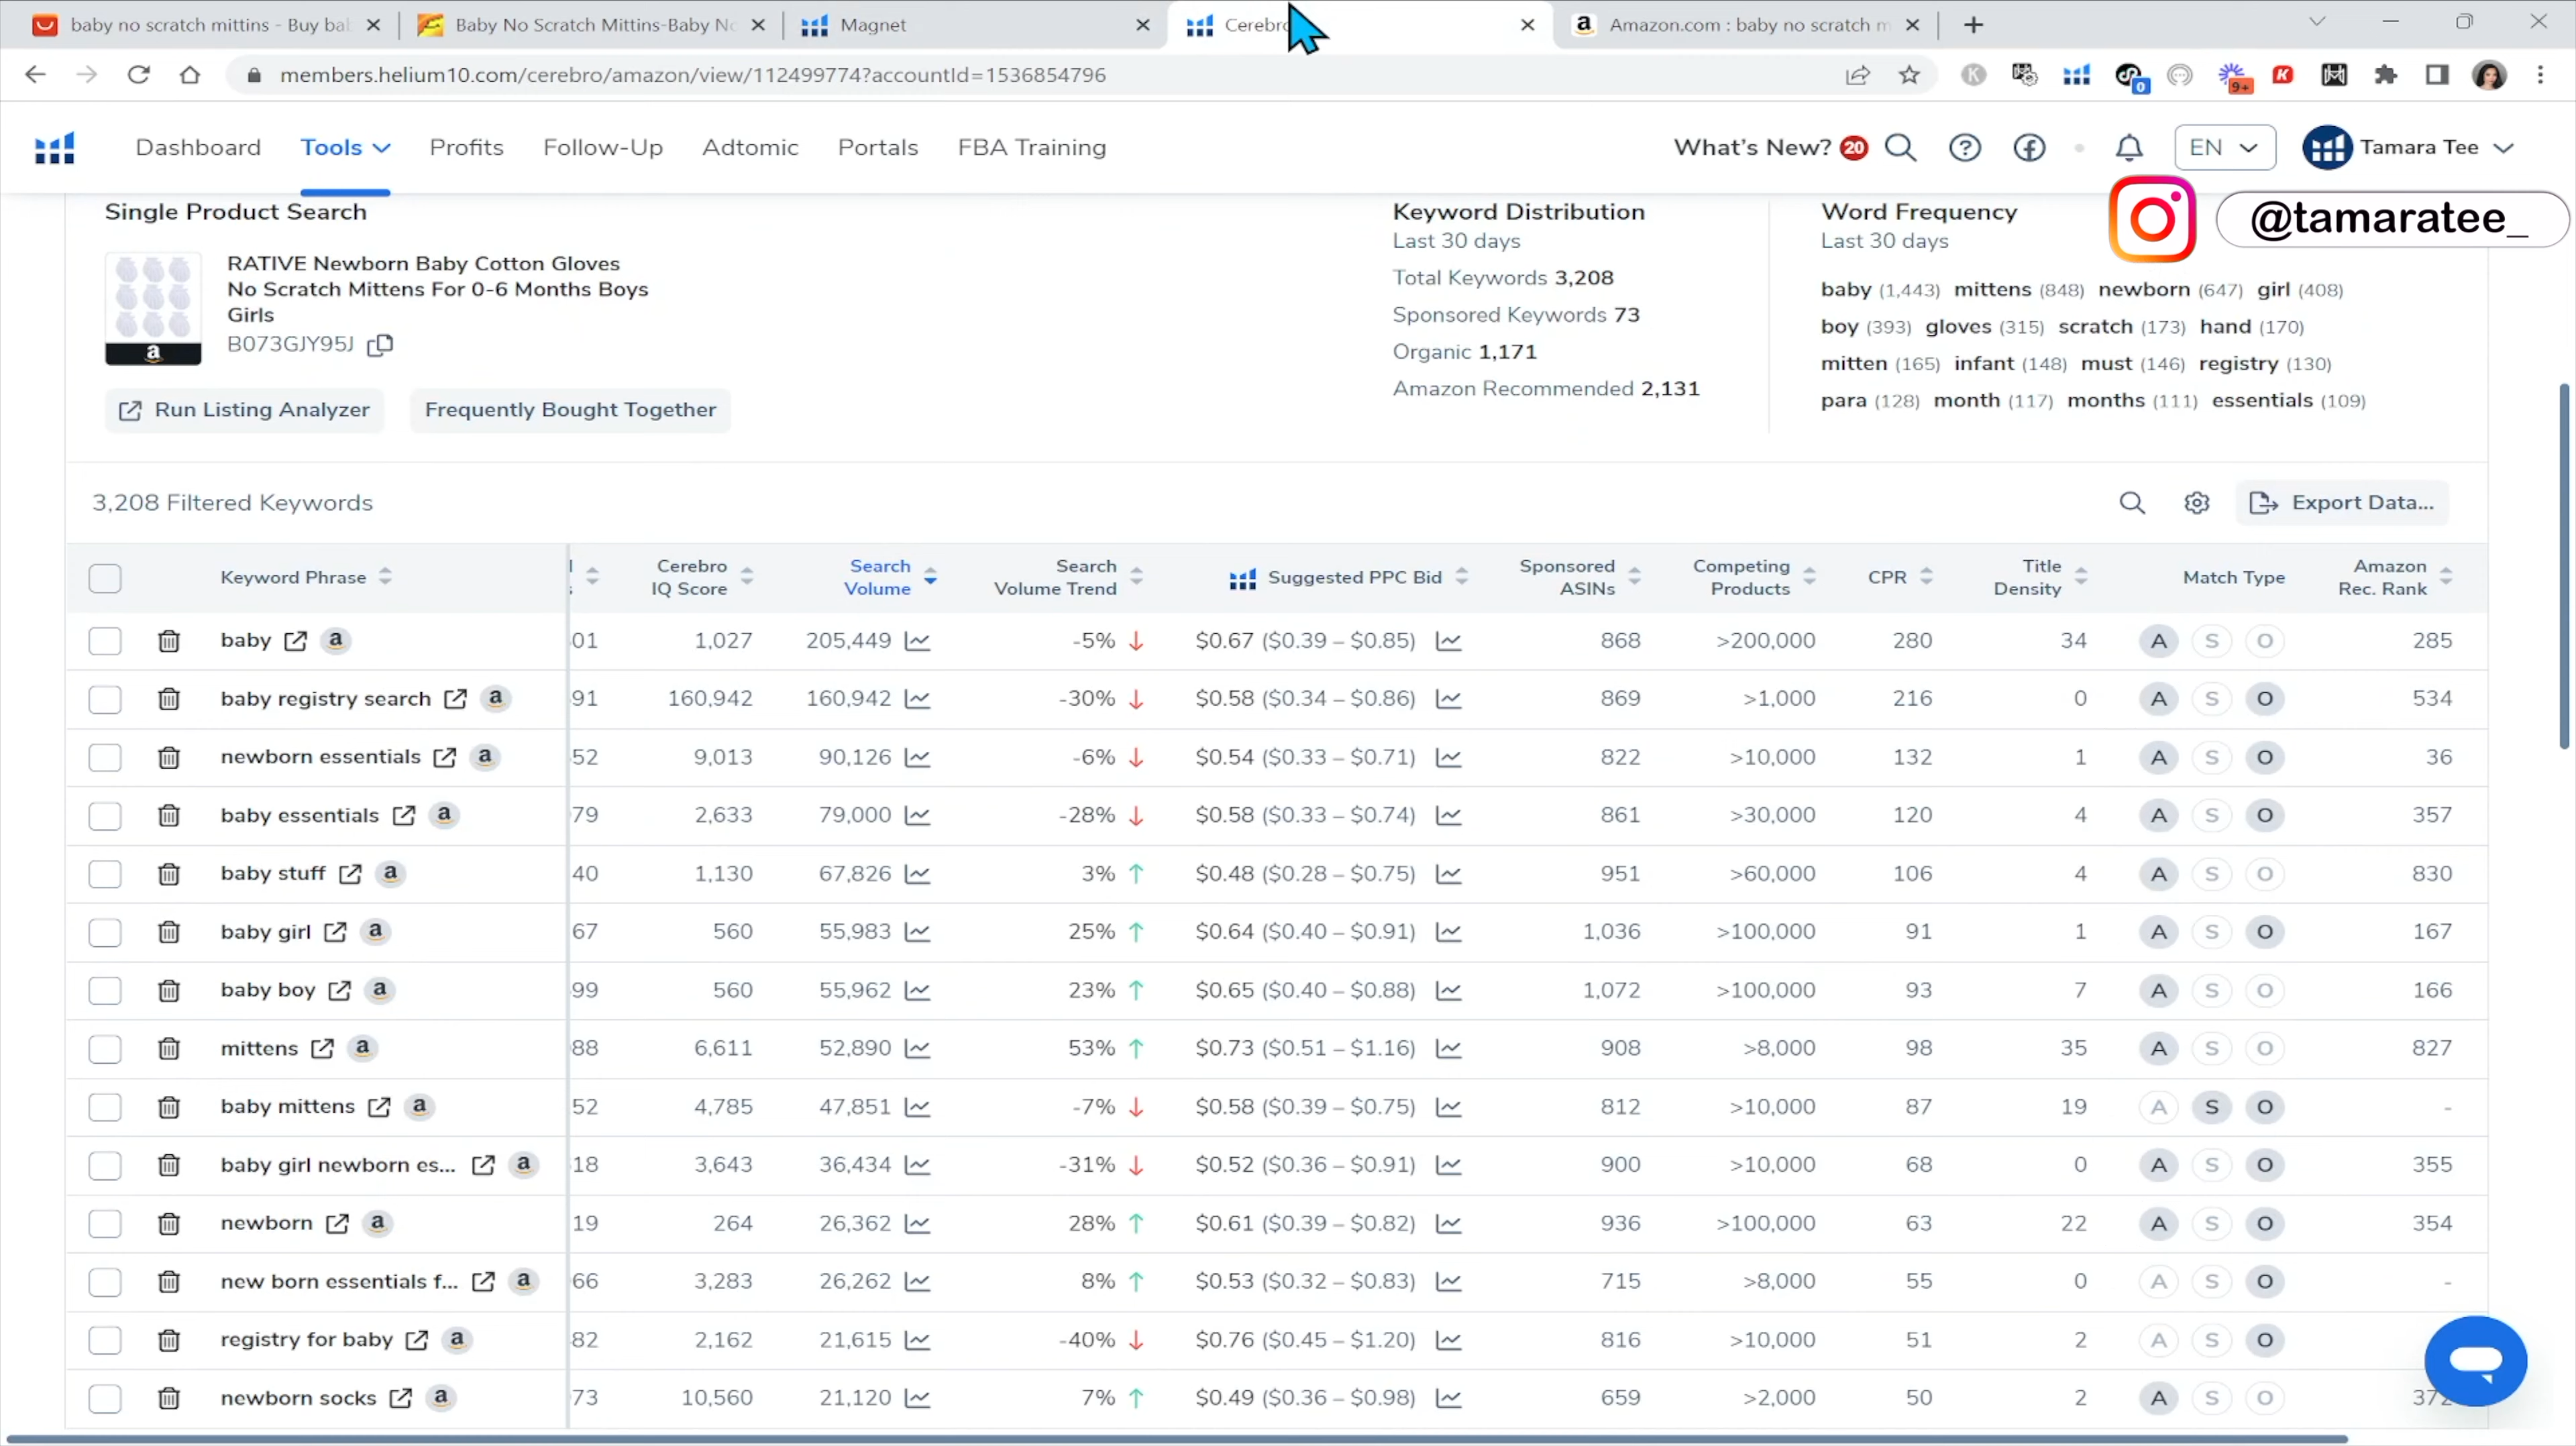 baby no scratch mittins - Buy bab
Baby No Scratch Mittins-Baby No
Magnet
Cerebro
Amazon.com : baby no scratch m
members.helium10.com/cerebro/amazon/view/112499774?accountId=1536854796
0
9+
Dashboard Tools Profits Follow-Up Adtomic Portals FBA Training
What's New? 20 EN Tamara Tee
@tamaratee_
Single Product Search
RATIVE Newborn Baby Cotton Gloves
No Scratch Mittens For 0-6 Months Boys
Girls
B073GJY95J
Run Listing Analyzer Frequently Bought Together
Keyword Distribution
Last 30 days
Total Keywords 3,208
Sponsored Keywords 73
Organic 1,171
Amazon Recommended 2,131
Word Frequency
Last 30 days
baby (1,443) mittens (848) newborn (647) girl (408)
boy (393) gloves (315) scratch (173) hand (170)
mitten (165) infant (148) must (146) registry (130)
para (128) month (117) months (111) essentials (109)
3,208 Filtered Keywords
Export Data...
Keyword Phrase Cerebro IQ Score Search Volume Search Volume Trend Suggested PPC Bid Sponsored ASINs Competing Products CPR Title Density Match Type Amazon Rec. Rank
baby a 01 1,027 205,449 -5% $0.67 ($0.39 – $0.85) 868 >200,000 280 34 A S O 285
baby registry search a 91 160,942 160,942 -30% $0.58 ($0.34 – $0.86) 869 >1,000 216 0 A S O 534
newborn essentials a 52 9,013 90,126 -6% $0.54 ($0.33 – $0.71) 822 >10,000 132 1 A S O 36
baby essentials a 79 2,633 79,000 -28% $0.58 ($0.33 – $0.74) 861 >30,000 120 4 A S O 357
baby stuff a 40 1,130 67,826 3% $0.48 ($0.28 – $0.75) 951 >60,000 106 4 A S O 830
baby girl a 67 560 55,983 25% $0.64 ($0.40 – $0.91) 1,036 >100,000 91 1 A S O 167
baby boy a 99 560 55,962 23% $0.65 ($0.40 – $0.88) 1,072 >100,000 93 7 A S O 166
mittens a 88 6,611 52,890 53% $0.73 ($0.51 – $1.16) 908 >8,000 98 35 A S O 827
baby mittens a 52 4,785 47,851 -7% $0.58 ($0.39 – $0.75) 812 >10,000 87 19 A S O -
baby girl newborn es... a 18 3,643 36,434 -31% $0.52 ($0.36 – $0.91) 900 >10,000 68 0 A S O 355
newborn a 19 264 26,362 28% $0.61 ($0.39 – $0.82) 936 >100,000 63 22 A S O 354
new born essentials f... a 66 3,283 26,262 8% $0.53 ($0.32 – $0.83) 715 >8,000 55 0 A S O -
registry for baby a 82 2,162 21,615 -40% $0.76 ($0.45 – $1.20) 816 >10,000 51 2 A S O
newborn socks a 73 10,560 21,120 7% $0.49 ($0.36 – $0.98) 659 >2,000 50 2 A S O 372